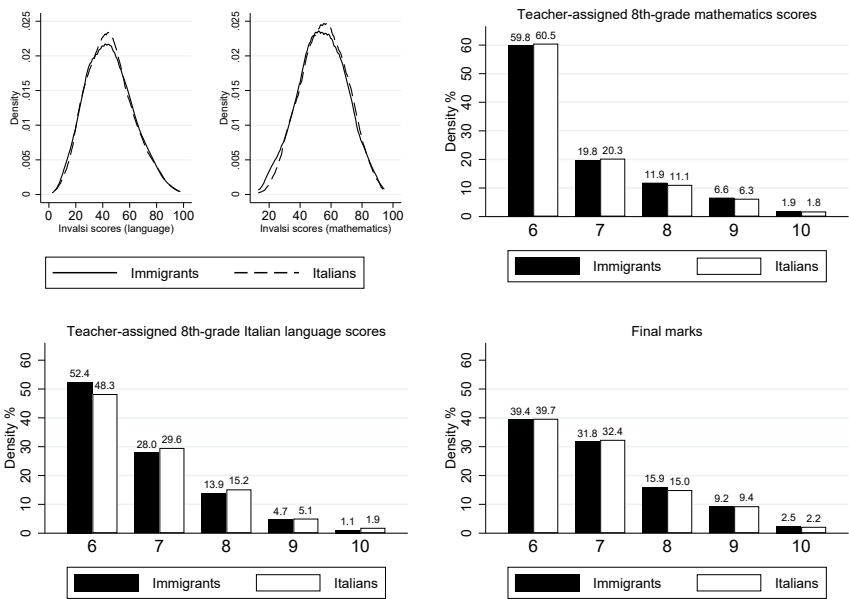 Density
0 .005 .01 .015 .02 .025
0 20 40 60 80 100
Invalsi scores (language)
Density
0 .005 .01 .015 .02 .025
20 40 60 80 100
Invalsi scores (mathematics)
Immigrants Italians
Teacher-assigned 8th-grade mathematics scores
Density %
0 10 20 30 40 50 60
59.8 60.5
19.8 20.3
11.9 11.1
6.6 6.3
1.9 1.8
6 7 8 9 10
Immigrants Italians
Teacher-assigned 8th-grade Italian language scores
Density %
0 10 20 30 40 50 60
52.4 48.3
28.0 29.6
13.9 15.2
4.7 5.1
1.1 1.9
6 7 8 9 10
Immigrants Italians
Final marks
Density %
0 10 20 30 40 50 60
39.4 39.7
31.8 32.4
15.9 15.0
9.2 9.4
2.5 2.2
6 7 8 9 10
Immigrants Italians